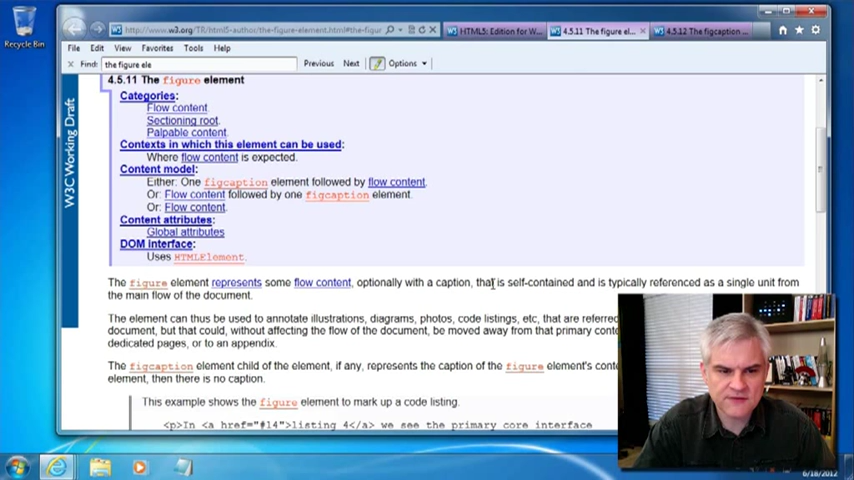 http://www.w3.org/TR/html5-author/the-figure-element.html#the-figur
HTML5: Edition for W...
4.5.11 The figure el...
4.5.12 The figcaption ...
Recycle Bin
File Edit View Favorites Tools Help
Find: the figure ele Previous Next Options
W3C Working Draft
4.5.11 The figure element
Categories:
Flow content.
Sectioning root.
Palpable content.
Contexts in which this element can be used:
Where flow content is expected.
Content model:
Either: One figcaption element followed by flow content.
Or: Flow content followed by one figcaption element.
Or: Flow content.
Content attributes:
Global attributes
DOM interface:
Uses HTMLElement.
The figure element represents some flow content, optionally with a caption, that is self-contained and is typically referenced as a single unit from
the main flow of the document.
The element can thus be used to annotate illustrations, diagrams, photos, code listings, etc, that are referred
document, but that could, without affecting the flow of the document, be moved away from that primary conte
dedicated pages, or to an appendix.
The figcaption element child of the element, if any, represents the caption of the figure element's conte
element, then there is no caption.
This example shows the figure element to mark up a code listing.
<p>In <a href="#14">listing 4</a> we see the primary core interface
6/18/2012